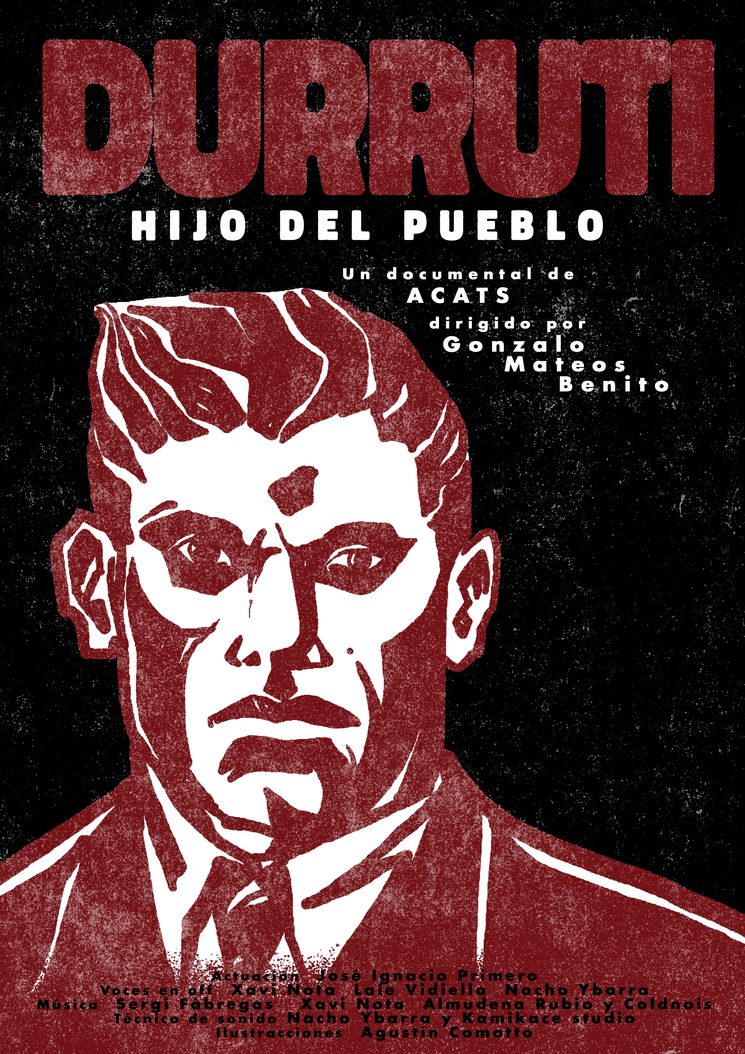 DURRUTI
HIJO DEL PUEBLO
Un documental de
ACATS
dirigido por
Gonzalo
Mateos
Benito
Actuación José Ignacio Primero
Voces en off Xavi Nota Laie Vidiella Nacho Ybarra
Música Sergi Fàbregas Xavi Nota Almudena Rubio y Coldnois
Técnico de sonido Nacho Ybarra y Kamikace studio
Ilustracciones Agustín Comatto